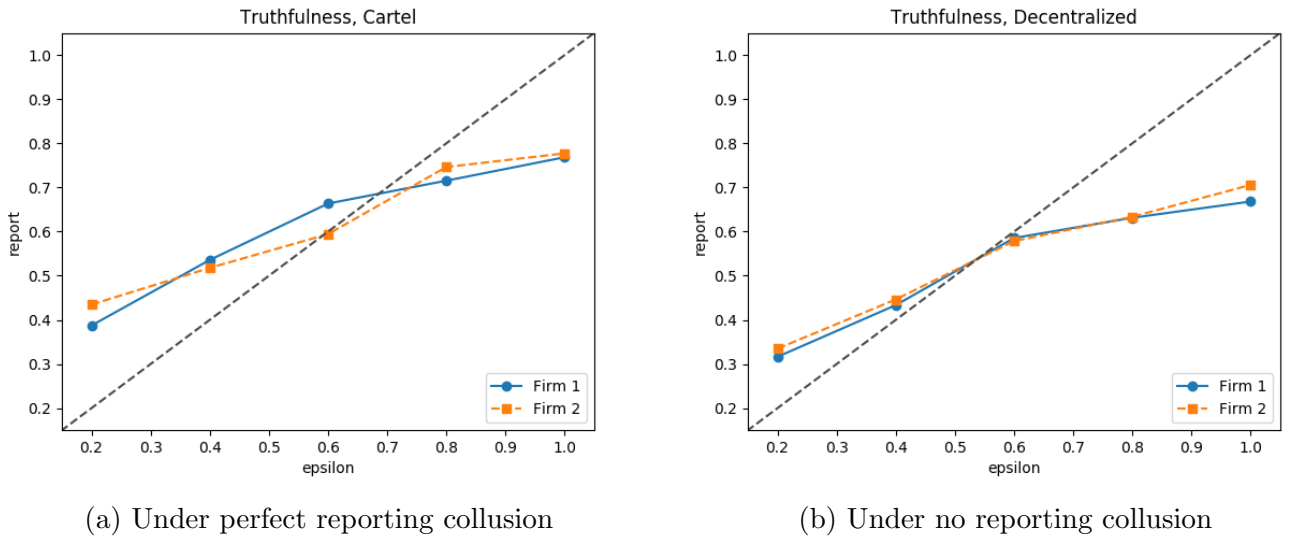 Truthfulness, Cartel
1.0
0.9
0.8
0.7
0.6
0.5
0.4
0.3
0.2
report
0.2 0.3 0.4 0.5 0.6 0.7 0.8 0.9 1.0
epsilon
Firm 1
Firm 2
(a) Under perfect reporting collusion
Truthfulness, Decentralized
1.0
0.9
0.8
0.7
0.6
0.5
0.4
0.3
0.2
report
0.2 0.3 0.4 0.5 0.6 0.7 0.8 0.9 1.0
epsilon
Firm 1
Firm 2
(b) Under no reporting collusion